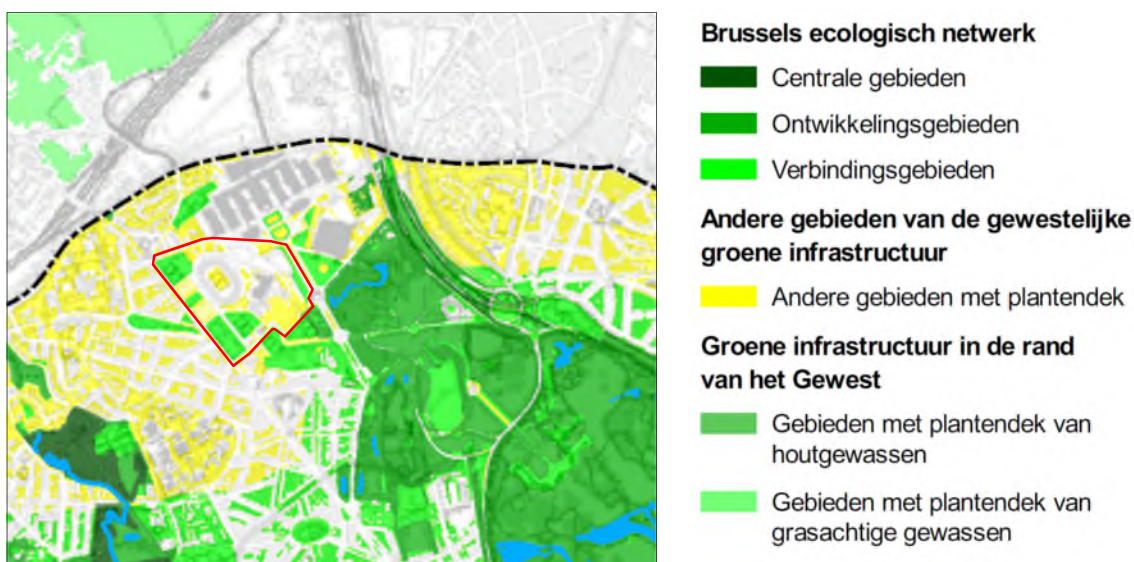 Brussels ecologisch netwerk
Centrale gebieden
Ontwikkelingsgebieden
Verbindingsgebieden
Andere gebieden van de gewestelijke
groene infrastructuur
Andere gebieden met plantendek
Groene infrastructuur in de rand
van het Gewest
Gebieden met plantendek van
houtgewassen
Gebieden met plantendek van
grasachtige gewassen